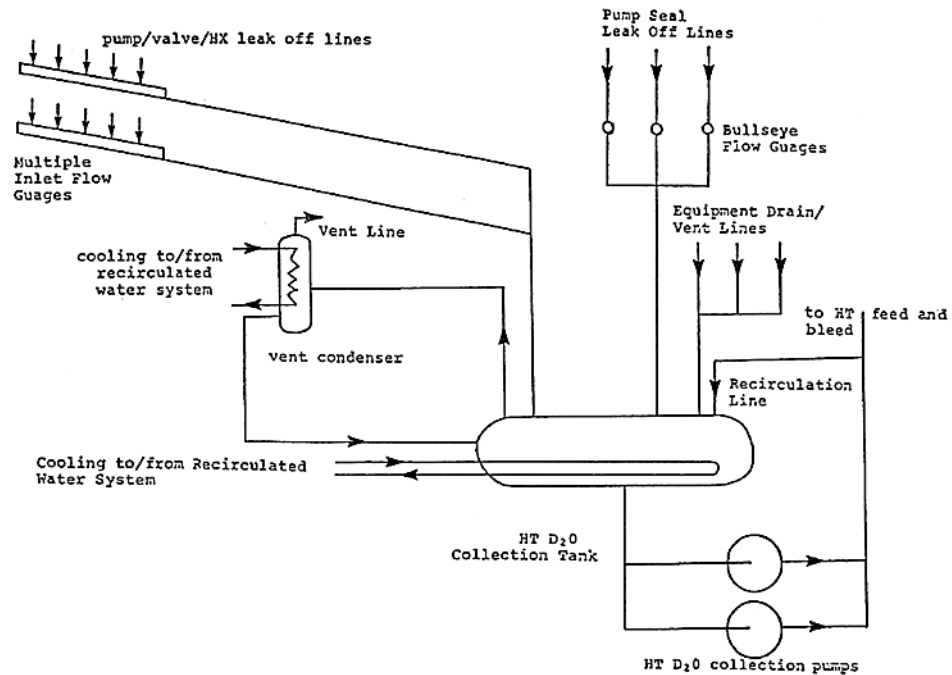 pump/valve/HX leak off lines
Pump Seal
Leak Off Lines
Bullseye
Flow Guages
Multiple
Inlet Flow
Guages
Equipment Drain/
Vent Lines
Vent Line
cooling to/from
recirculated
water system
to HT feed and
bleed
vent condenser
Recirculation
Line
Cooling to/from Recirculated
Water System
HT D₂O
Collection Tank
HT D₂O collection pumps